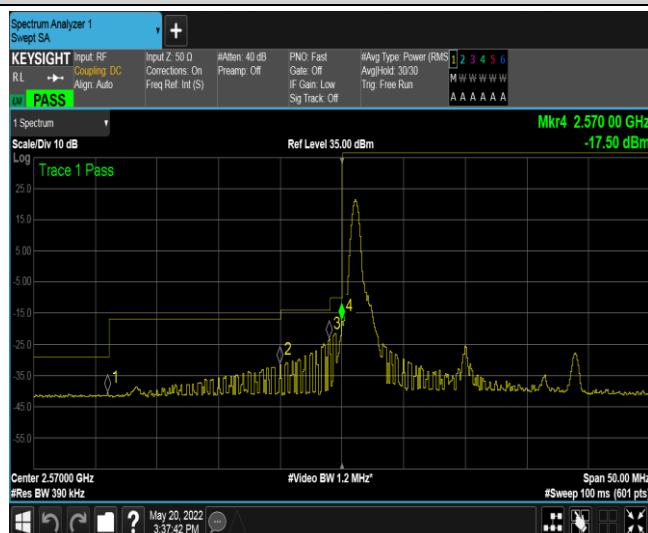 Spectrum Analyzer 1
Swept SA
KEYSIGHT
RL
Input: RF
Coupling: DC
Align: Auto
Input Z: 50 Ω
Corrections: On
Freq Ref: Int (S)
#Atten: 40 dB
Preamp: Off
PNO: Fast
Gate: Off
IF Gain: Low
Sig Track: Off
#Avg Type: Power (RMS
Avg|Hold: 30/30
Trig: Free Run
1 2 3 4 5 6
M W W W W W
A A A A A A
PASS
1 Spectrum
Mkr4 2.570 00 GHz
Scale/Div 10 dB
Ref Level 35.00 dBm
-17.50 dBm
Log
Trace 1 Pass
25.0
15.0
5.00
-5.00
-15.0
-25.0
-35.0
-45.0
-55.0
1
2
3
4
Center 2.57000 GHz
#Video BW 1.2 MHz*
Span 50.00 MHz
#Res BW 390 kHz
#Sweep 100 ms (601 pts)
May 20, 2022
3:37:42 PM